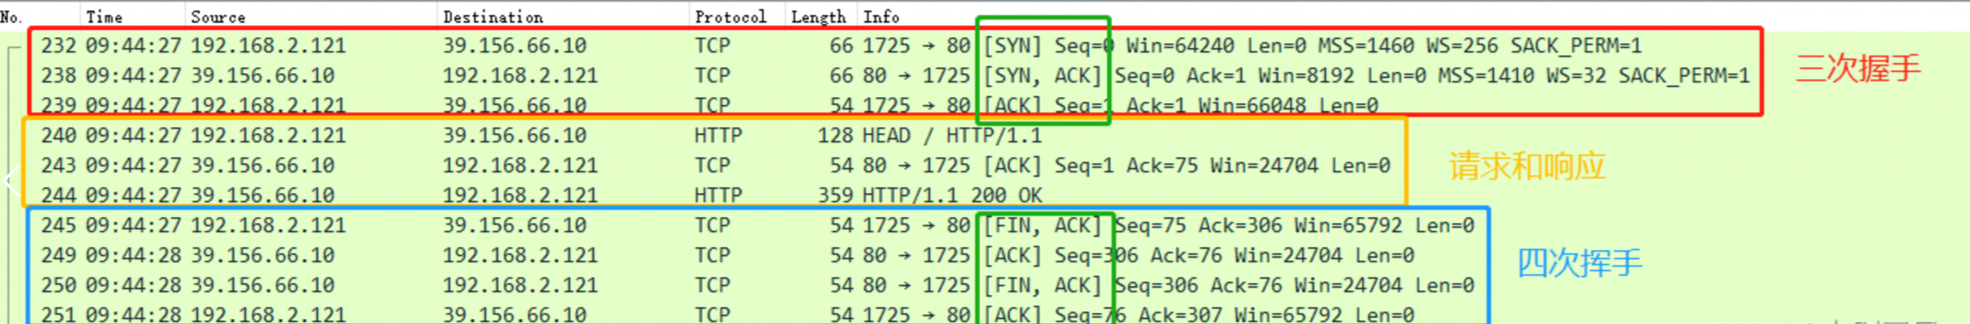 No. Time Source Destination Protocol Length Info
232 09:44:27 192.168.2.121 39.156.66.10 TCP 66 1725 → 80 [SYN] Seq=0 Win=64240 Len=0 MSS=1460 WS=256 SACK_PERM=1
238 09:44:27 39.156.66.10 192.168.2.121 TCP 66 80 → 1725 [SYN, ACK] Seq=0 Ack=1 Win=8192 Len=0 MSS=1410 WS=32 SACK_PERM=1
三次握手
239 09:44:27 192.168.2.121 39.156.66.10 TCP 54 1725 → 80 [ACK] Seq=1 Ack=1 Win=66048 Len=0
240 09:44:27 192.168.2.121 39.156.66.10 HTTP 128 HEAD / HTTP/1.1
243 09:44:27 39.156.66.10 192.168.2.121 TCP 54 80 → 1725 [ACK] Seq=1 Ack=75 Win=24704 Len=0
请求和响应
244 09:44:27 39.156.66.10 192.168.2.121 HTTP 359 HTTP/1.1 200 OK
245 09:44:27 192.168.2.121 39.156.66.10 TCP 54 1725 → 80 [FIN, ACK] Seq=75 Ack=306 Win=65792 Len=0
249 09:44:28 39.156.66.10 192.168.2.121 TCP 54 80 → 1725 [ACK] Seq=306 Ack=76 Win=24704 Len=0
四次挥手
250 09:44:28 39.156.66.10 192.168.2.121 TCP 54 80 → 1725 [FIN, ACK] Seq=306 Ack=76 Win=24704 Len=0
251 09:44:28 192.168.2.121 39.156.66.10 TCP 54 1725 → 80 [ACK] Seq=76 Ack=307 Win=65792 Len=0